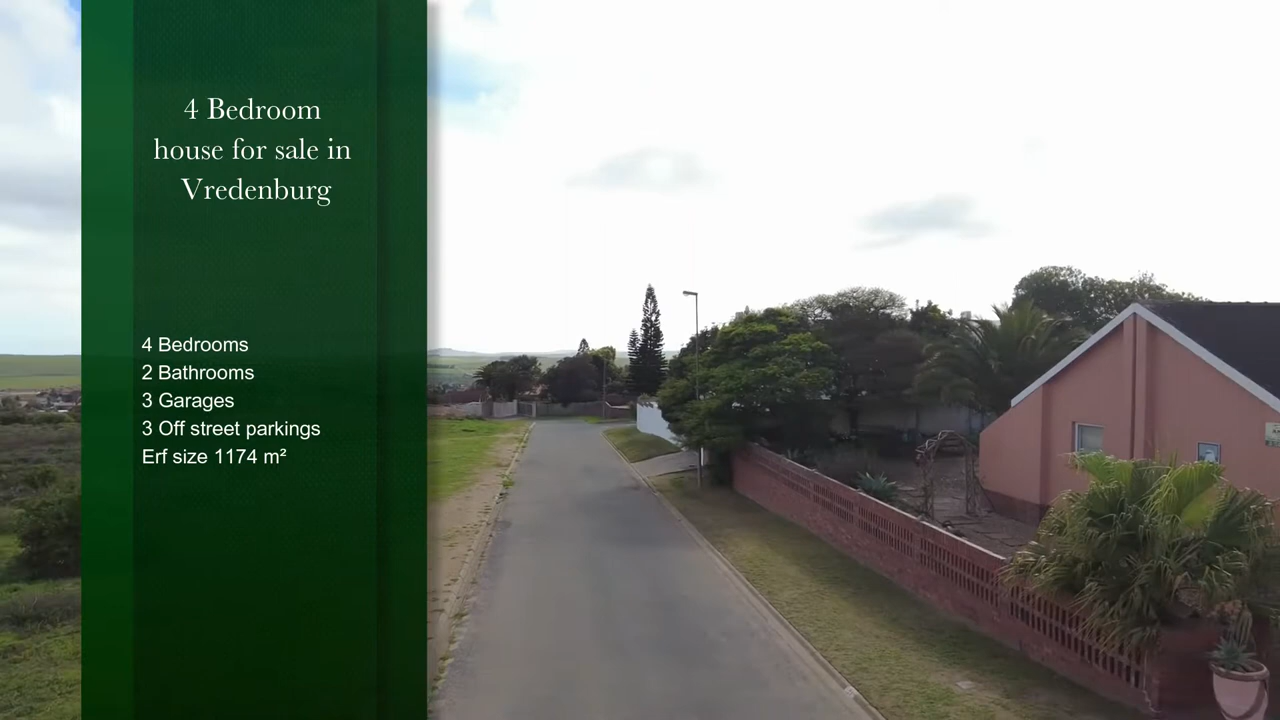 4 Bedroom
house for sale in
Vredenburg
4 Bedrooms
2 Bathrooms
3 Garages
3 Off street parkings
Erf size 1174 m²